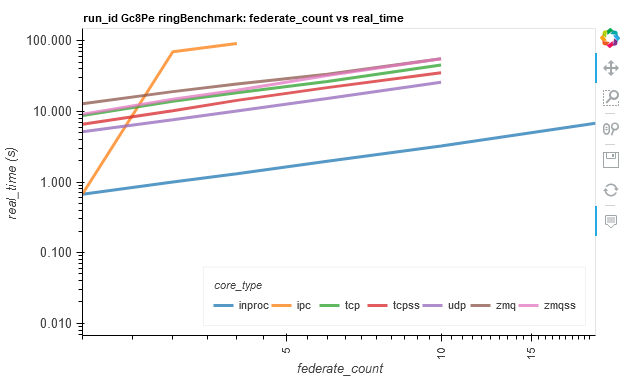 run_id Gc8Pe ringBenchmark: federate_count vs real_time
100.000
10.000
1.000
0.100
0.010
real_time (s)
core_type
inproc ipc tcp tcpss udp zmq zmqss
5 10 15
federate_count